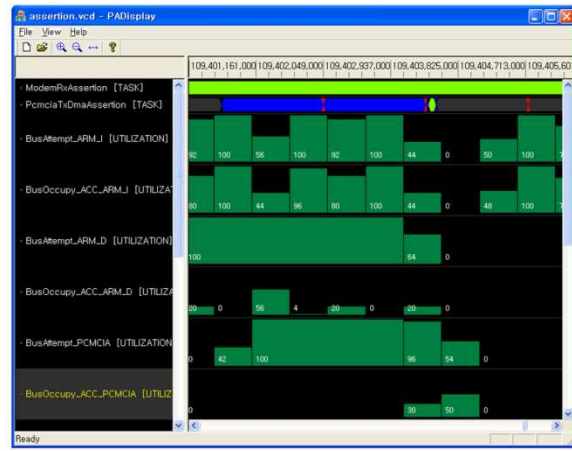 assertion.vcd - PADisplay
File View Help
109,401,161,000 109,402,049,000 109,402,937,000 109,403,825,000 109,404,713,000 109,405,60
ModemRxAssertion [TASK]
PcmciaTxDmaAssertion [TASK]
BusAttempt_ARM_I [UTILIZATION]
92 100 56 100 92 100 44 0 50 100 7
BusOccupy_ACC_ARM_I [UTILIZA
80 100 44 96 80 100 44 0 48 100 7
BusAttempt_ARM_D [UTILIZATION]
100 64 0
BusOccupy_ACC_ARM_D [UTILIZA
20 0 56 4 20 0 20 0
BusAttempt_PCMCIA [UTILIZATION
0 42 100 96 54 0
BusOccupy_ACC_PCMCIA [UTILIZ
0 30 50 0
Ready